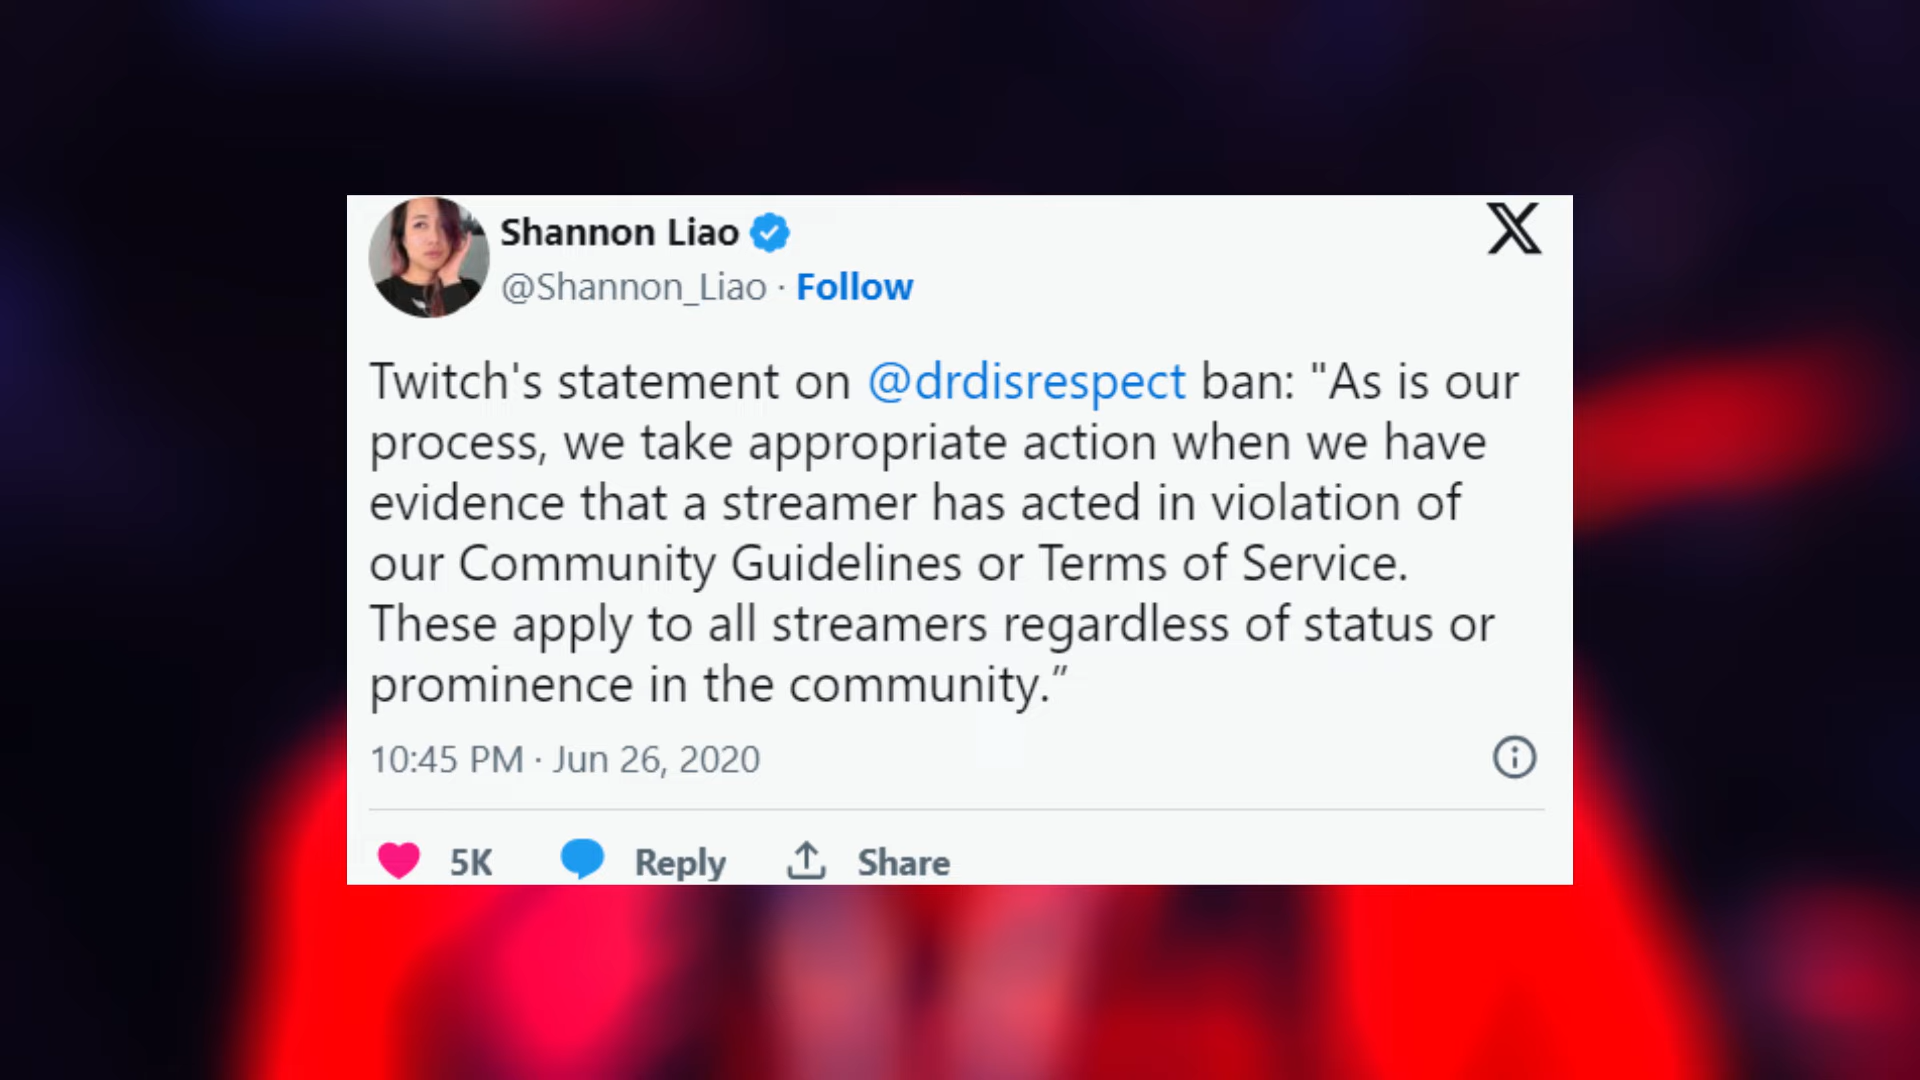 Shannon Liao
@Shannon_Liao · Follow
Twitch's statement on @drdisrespect ban: "As is our
process, we take appropriate action when we have
evidence that a streamer has acted in violation of
our Community Guidelines or Terms of Service.
These apply to all streamers regardless of status or
prominence in the community.”
10:45 PM · Jun 26, 2020
5K Reply Share